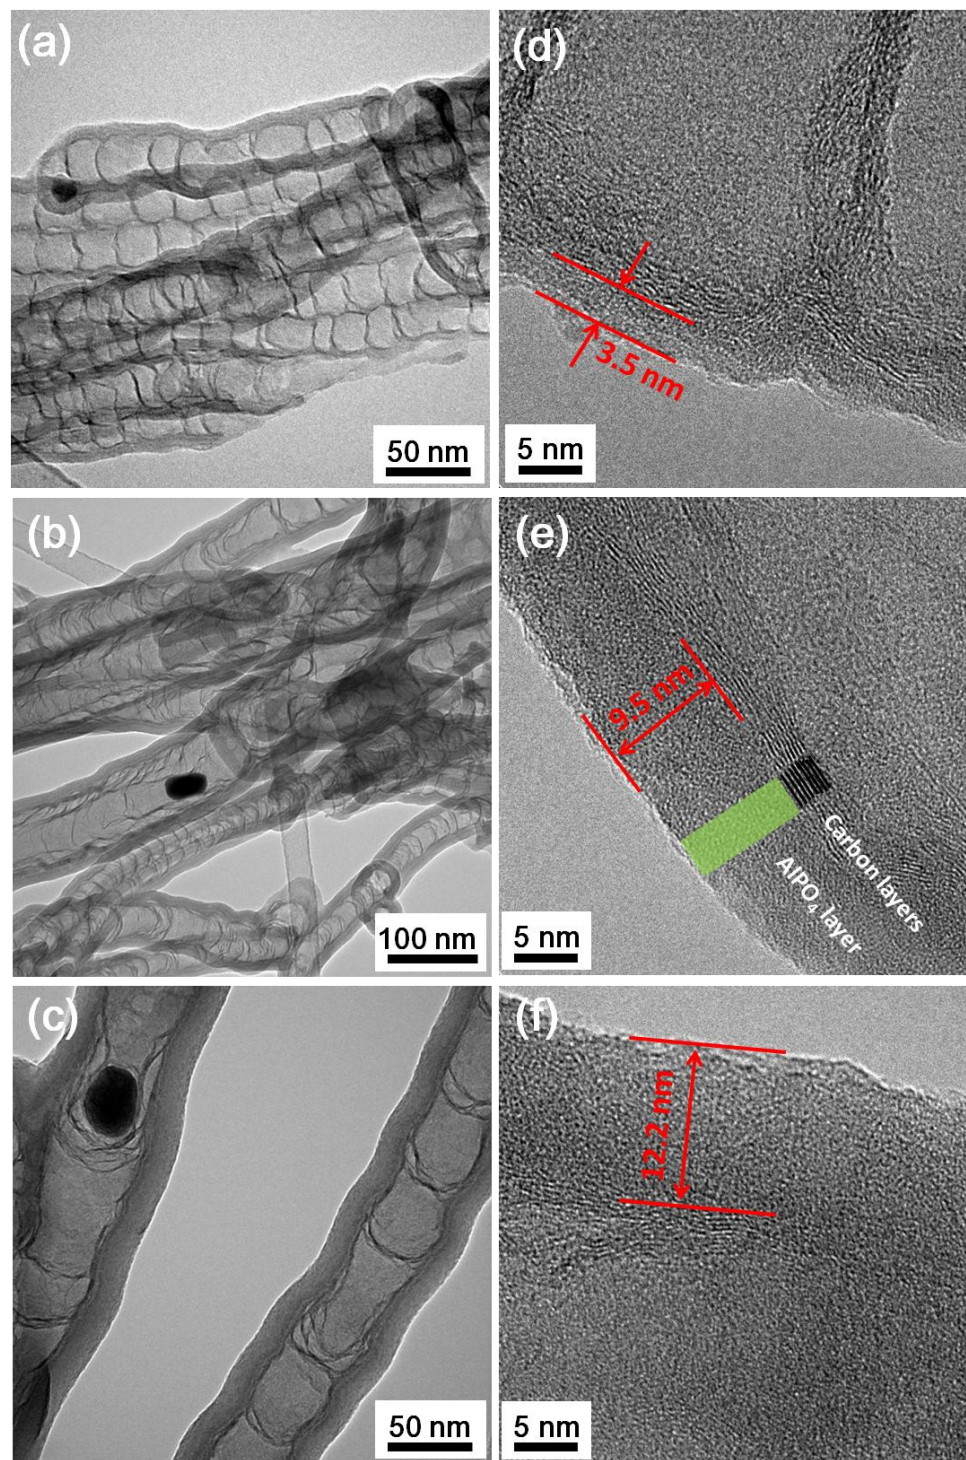 (a)
50 nm
(d)
3.5 nm
5 nm
(b)
100 nm
(e)
9.5 nm
Carbon layers
AlPO₄ layer
5 nm
(c)
50 nm
(f)
12.2 nm
5 nm